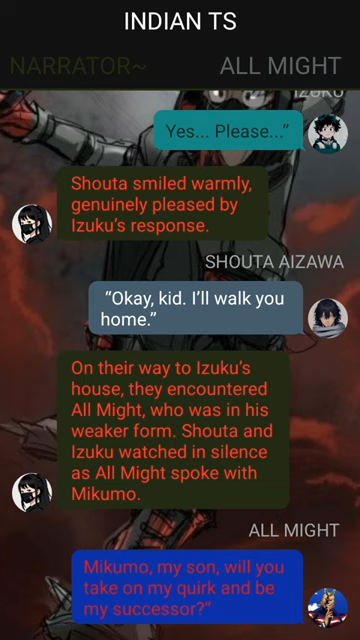 INDIAN TS
NARRATOR~
ALL MIGHT
IZUKU
Yes... Please...”
Shouta smiled warmly,
genuinely pleased by
Izuku’s response.
SHOUTA AIZAWA
“Okay, kid. I’ll walk you
home.”
On their way to Izuku’s
house, they encountered
All Might, who was in his
weaker form. Shouta and
Izuku watched in silence
as All Might spoke with
Mikumo.
ALL MIGHT
Mikumo, my son, will you
take on my quirk and be
my successor?”